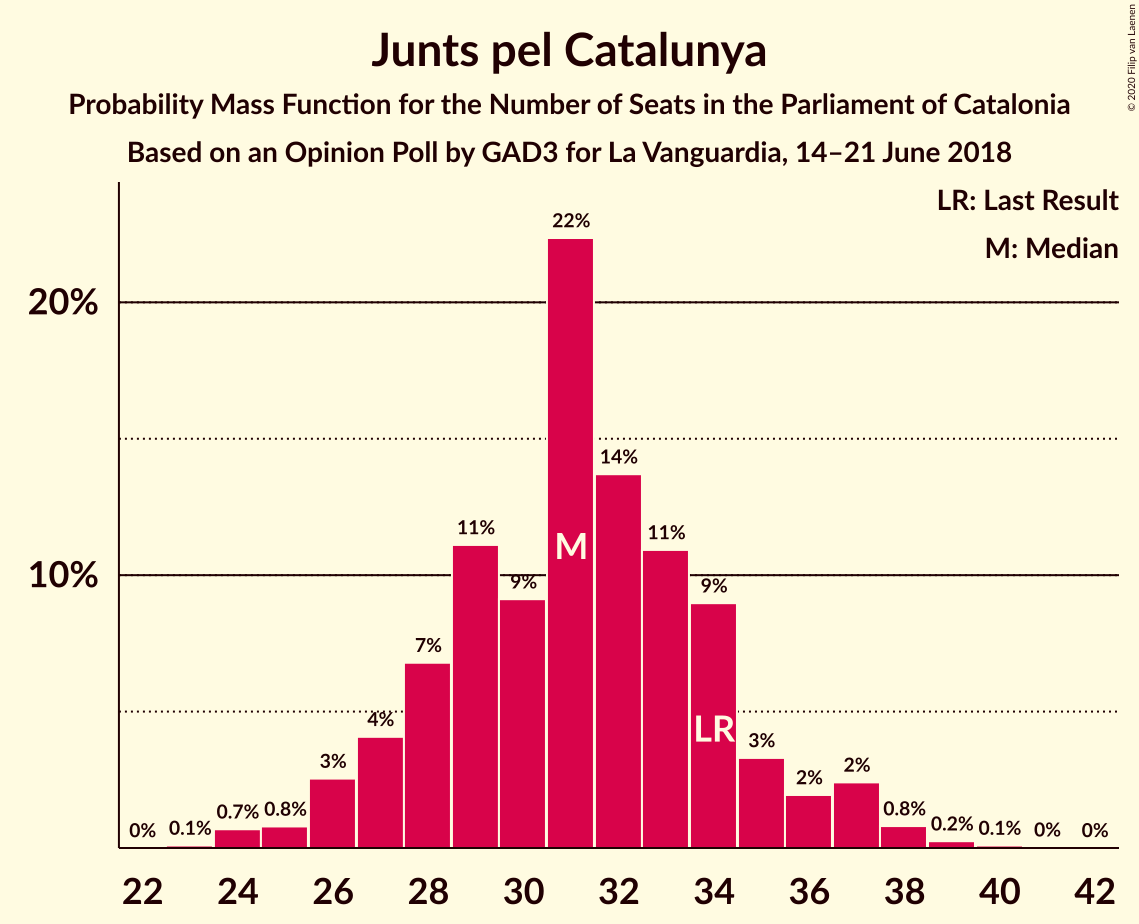 Junts pel Catalunya
Probability Mass Function for the Number of Seats in the Parliament of Catalonia
Based on an Opinion Poll by GAD3 for La Vanguardia, 14–21 June 2018
© 2020 Filip van Laenen
LR: Last Result
M: Median
20%
10%
0% 0.1% 0.7% 0.8% 3% 4% 7% 11% 9% 22% 14% 11% 9% 3% 2% 2% 0.8% 0.2% 0.1% 0% 0%
M
LR
22 24 26 28 30 32 34 36 38 40 42